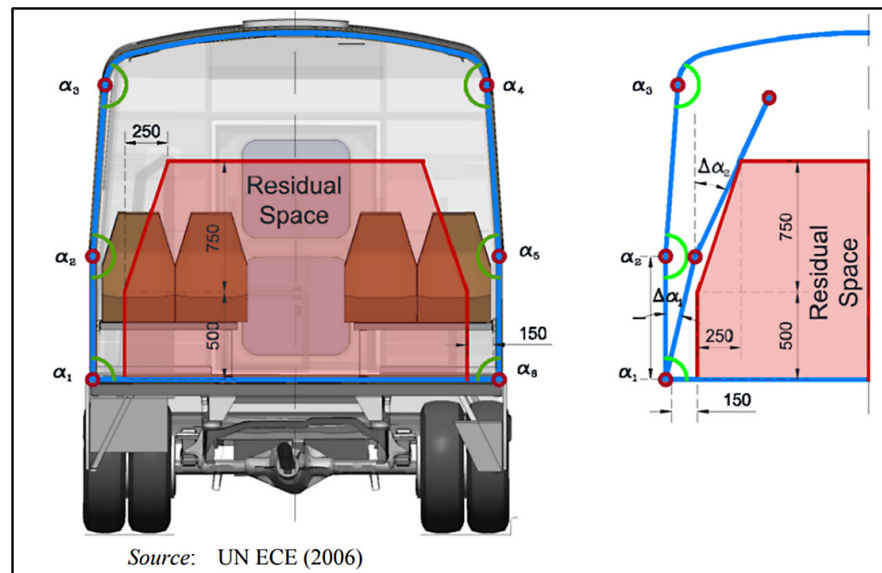 α₃
α₄
250
Residual
Space
750
α₂
α₅
500
150
α₁
α₆
Source: UN ECE (2006)
α₃
Δα₂
α₂
Δα₁
750
250
500
Residual
Space
α₁
150